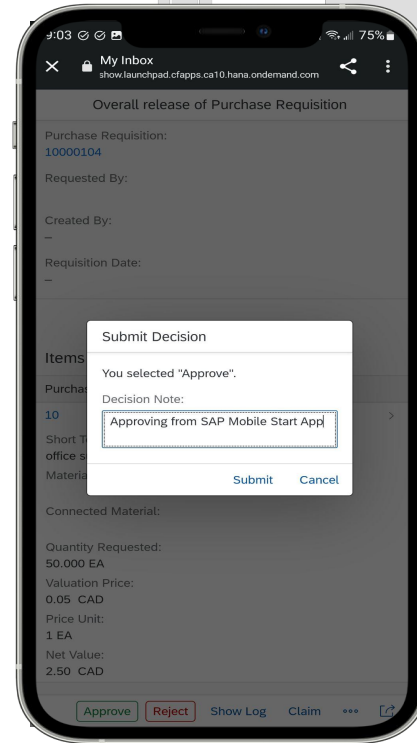 9:03 75%
My Inbox
show.launchpad.cfapps.ca10.hana.ondemand.com
Overall release of Purchase Requisition
Purchase Requisition:
10000104
Requested By:
Created By:
–
Requisition Date:
–
Submit Decision
You selected "Approve".
Decision Note:
Approving from SAP Mobile Start App
Submit Cancel
Items
Purchas
10
Short T
office s
Materia
Connected Material:
Quantity Requested:
50.000 EA
Valuation Price:
0.05 CAD
Price Unit:
1 EA
Net Value:
2.50 CAD
Approve Reject Show Log Claim